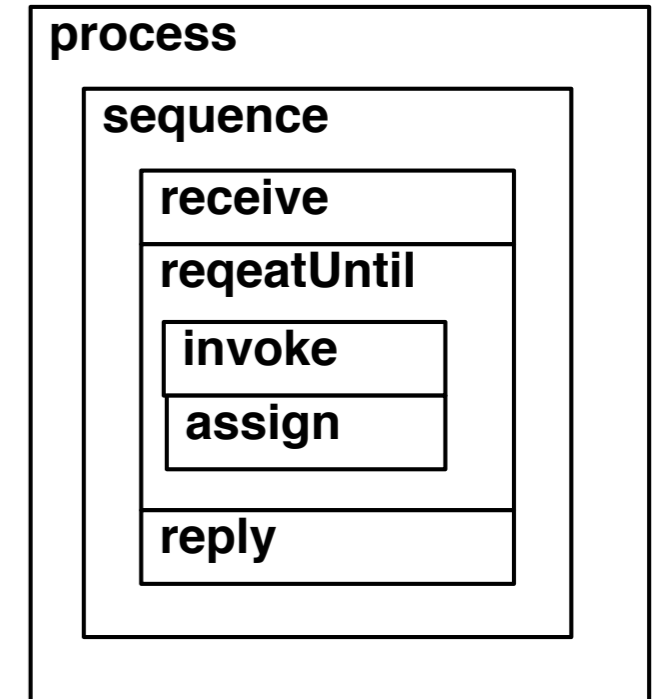 process
sequence
receive
reqeatUntil
invoke
assign
reply